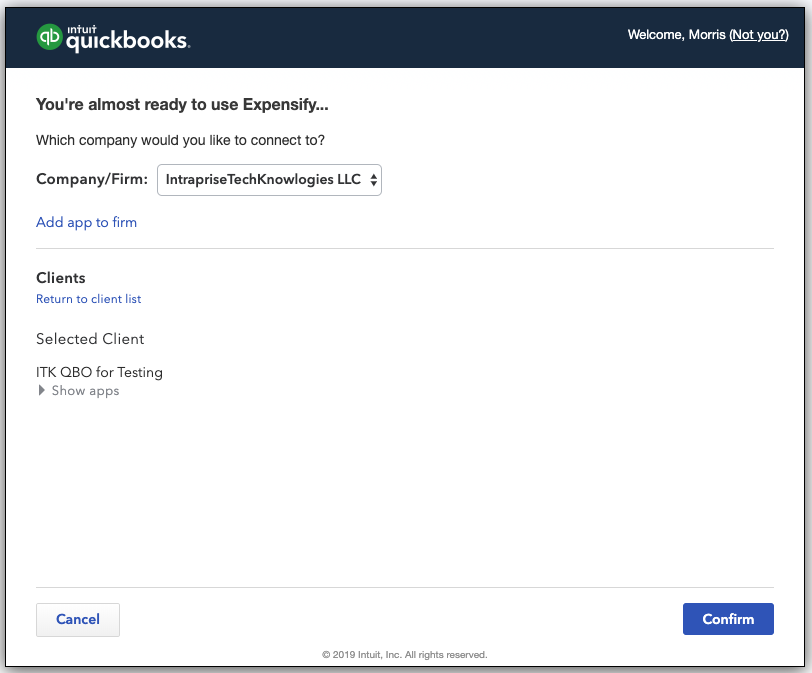 intuit
quickbooks.
Welcome, Morris (Not you?)
You're almost ready to use Expensify...
Which company would you like to connect to?
Company/Firm: IntrapriseTechKnowlogies LLC
Add app to firm
Clients
Return to client list
Selected Client
ITK QBO for Testing
Show apps
Cancel
Confirm
© 2019 Intuit, Inc. All rights reserved.